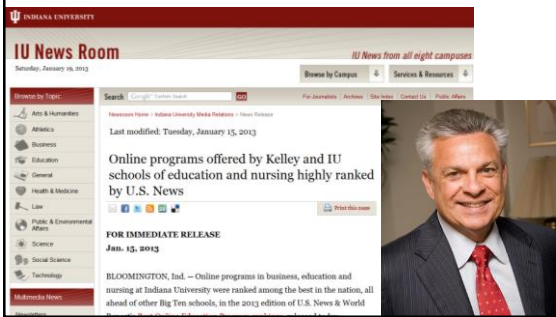 INDIANA UNIVERSITY
IU News Room
IU News from all eight campuses
Saturday, January 19, 2013
Browse by Campus
Services & Resources
Browse by Topic
Search
GO
For Journalists | Archives | Site Index | Contact Us | Public Affairs
Arts & Humanities
Athletics
Business
Education
General
Health & Medicine
Law
Public & Environmental
Affairs
Science
Social Science
Technology
Multimedia News
Newsroom Home > Indiana University Media Relations > News Release
Last modified: Tuesday, January 15, 2013
Online programs offered by Kelley and IU
schools of education and nursing highly ranked
by U.S. News
Print this page
FOR IMMEDIATE RELEASE
Jan. 15, 2013
BLOOMINGTON, Ind. -- Online programs in business, education and
nursing at Indiana University were ranked among the best in the nation, all
ahead of other Big Ten schools, in the 2013 edition of U.S. News & World